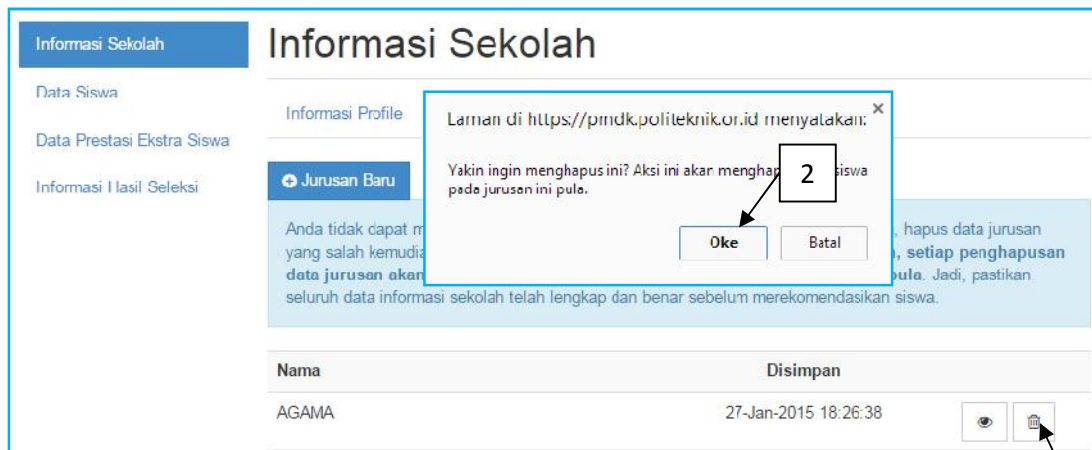 Informasi Sekolah
Data Siswa
Data Prestasi Ekstra Siswa
Informasi Hasil Seleksi
Informasi Sekolah
Informasi Profile
Jurusan Baru
Laman di https://pmdk.politeknik.or.id menyatakan:
Yakin ingin menghapus ini? Aksi ini akan menghap siswa
pada jurusan ini pula.
2
Oke Batal
Anda tidak dapat m , hapus data jurusan
yang salah kemudia , setiap penghapusan
data jurusan akan pula. Jadi, pastikan
seluruh data informasi sekolah telah lengkap dan benar sebelum merekomendasikan siswa.
Nama Disimpan
AGAMA 27-Jan-2015 18:26:38